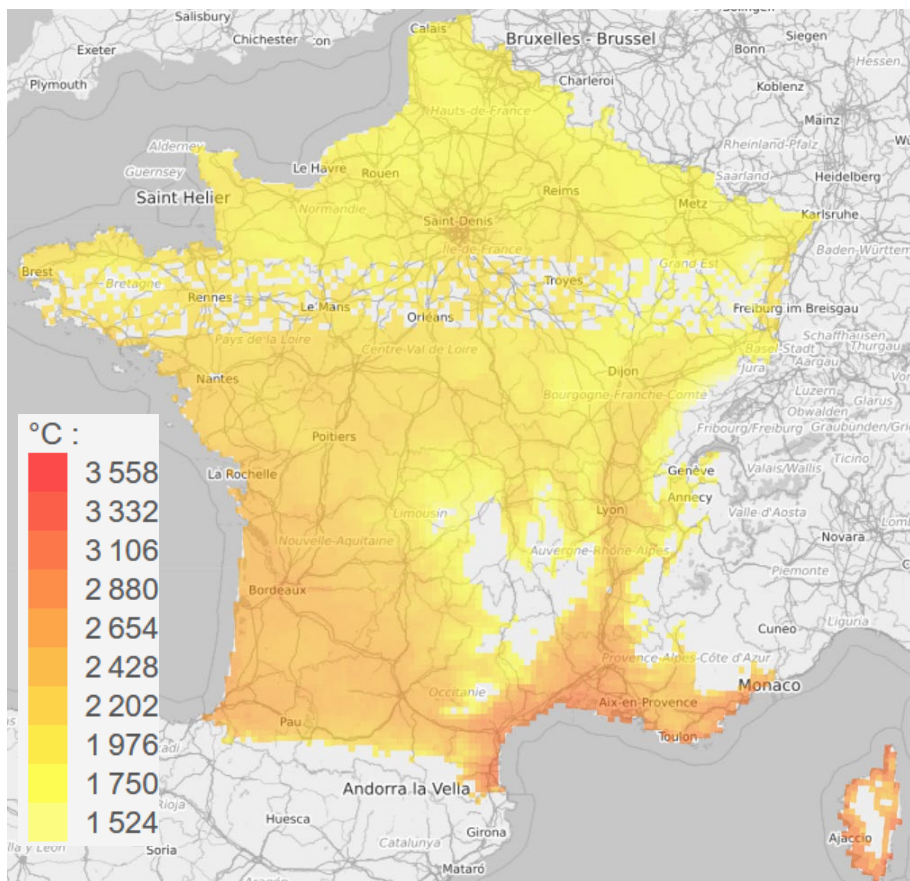 Salisbury
Calais
Solingen
Exeter
Chichester
on
Bruxelles - Brussel
Siegen
Bonn
Hessen
Plymouth
Charleroi
Koblenz
Hauts-de-France
Mainz
Alderney
Rheinland-Pfalz
Guernsey
Le Havre
Rouen
Reims
Saarland
Heidelberg
Saint Helier
Metz
Normandie
Saint-Denis
Karlsruhe
Île-de-France
Baden-Württem
Brest
Grand Est
Bretagne
Troyes
Rennes
Le Mans
Orléans
Freiburg im Breisgau
Pays de la Loire
Centre-Val de Loire
Basel-Stadt
Schaffhausen
Thurgau
Aargau
Jura
Nantes
Dijon
Luzern
Glarus
Bourgogne-Franche-Comté
Obwalden
Fribourg/Freiburg
Graubünden/Gri
°C :
Poitiers
3 558
La Rochelle
Genève
Valais/Wallis
Ticino
3 332
Annecy
Limousin
Lyon
Valle d'Aosta
3 106
Nouvelle-Aquitaine
Auvergne-Rhône-Alpes
Novara
2 880
Bordeaux
Piemonte
2 654
Liguria
Cuneo
2 428
Provence-Alpes-Côte d'Azur
2 202
Occitanie
Aix-en-Provence
Monaco
1 976
Pau
Toulon
1 750
Andorra la Vella
1 524
Rioja
Huesca
Girona
Ajaccio
Soria
Catalunya
Mataró